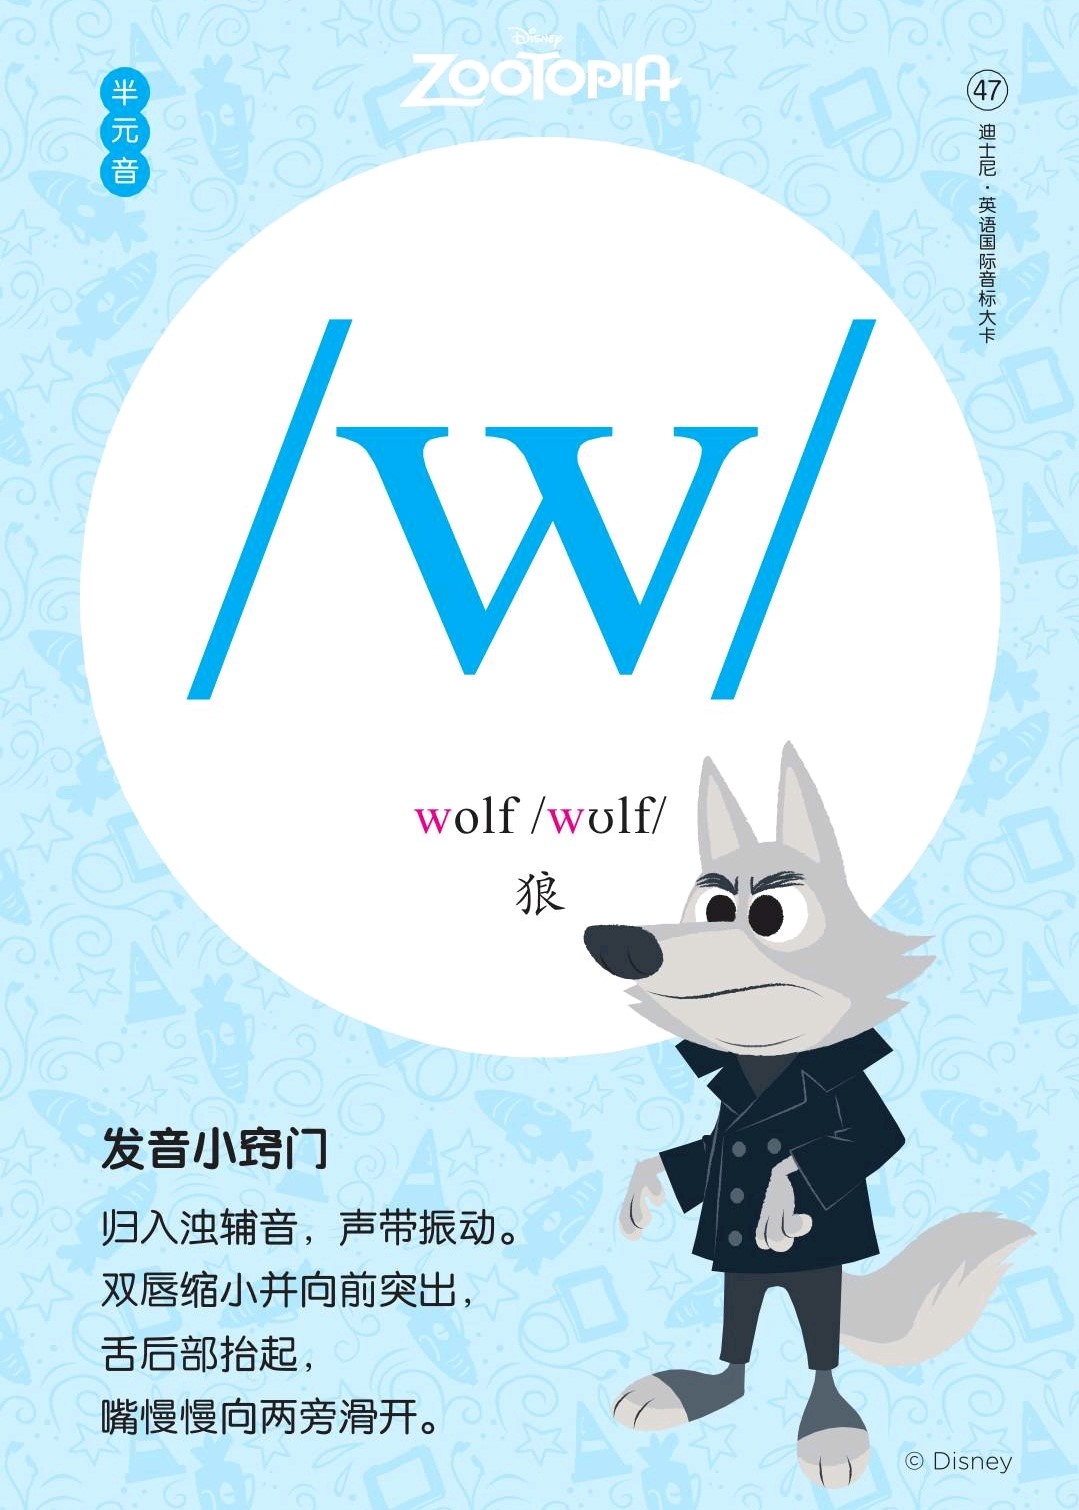 Disney
ZOOTOPIA
半元音
47
迪士尼·英语国际音标大卡
/w/
wolf /wʊlf/
狼
发音小窍门
归入浊辅音，声带振动。
双唇缩小并向前突出，
舌后部抬起，
嘴慢慢向两旁滑开。
© Disney